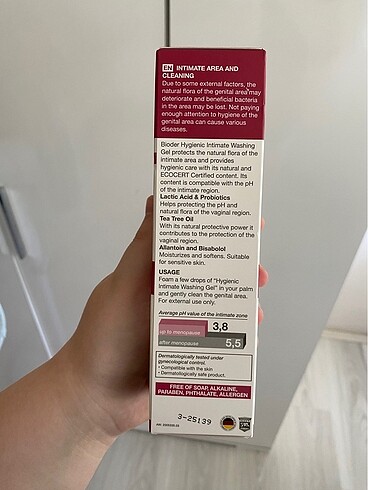 EN INTIMATE AREA AND
CLEANING
Due to some external factors, the
natural flora of the genital area may
deteriorate and beneficial bacteria
in the area may be lost. Not paying
enough attention to hygiene of the
genital area can cause various
diseases.
Bioder Hygienic Intimate Washing
Gel protects the natural flora of the
intimate area and provides
hygienic care with its natural and
ECOCERT Certified content. Its
content is compatible with the pH
of the intimate region.
Lactic Acid & Probiotics
Helps protecting the pH and
natural flora of the vaginal region.
Tea Tree Oil
With its natural protective power it
contributes to the protection of the
vaginal region.
Allantoin and Bisabolol
Moisturizes and softens. Suitable
for sensitive skin.
USAGE
Foam a few drops of "Hygienic
Intimate Washing Gel" in your palm
and gently clean the genital area.
For external use only.
Average pH value of the intimate zone
up to menopause 3,8
after menopause 5,5
Dermatologically tested under
gynecological control.
• Compatible with the skin
• Dermatologically safe product.
FREE OF SOAP, ALKALINE,
PARABEN, PHTHALATE, ALLERGEN
3-25139